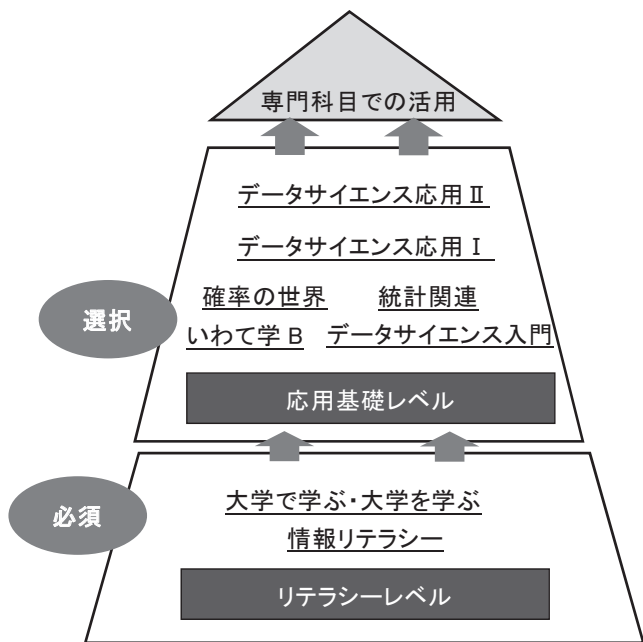 専門科目での活用
データサイエンス応用Ⅱ
データサイエンス応用Ⅰ
確率の世界 統計関連
選択
いわて学B データサイエンス入門
応用基礎レベル
大学で学ぶ・大学を学ぶ
必須
情報リテラシー
リテラシーレベル